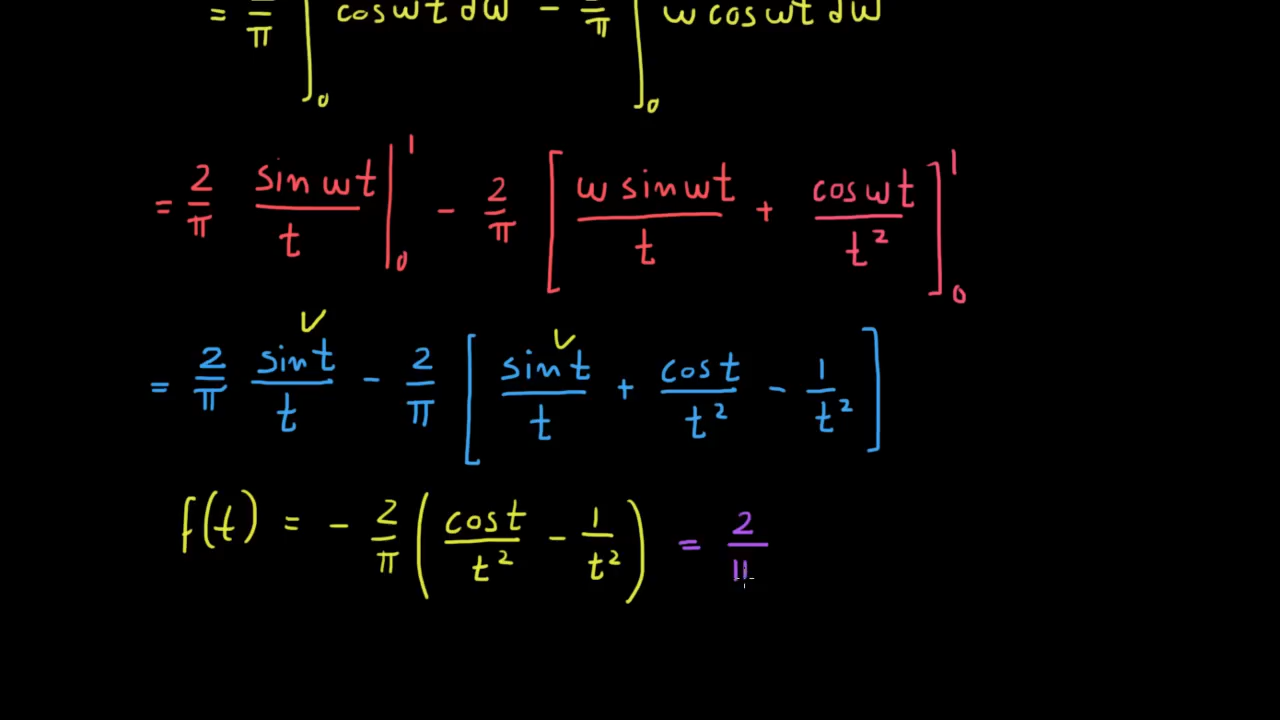 = 2/π ∫₀ cos ωt dω − 2/π ∫₀ ω cos ωt dω
= 2/π sin ωt / t |₀¹ − 2/π [ ω sin ωt / t + cos ωt / t² ]₀¹
= 2/π sin t / t − 2/π [ sin t / t + cos t / t² − 1/t² ]
f(t) = − 2/π ( cos t / t² − 1/t² ) = 2/π